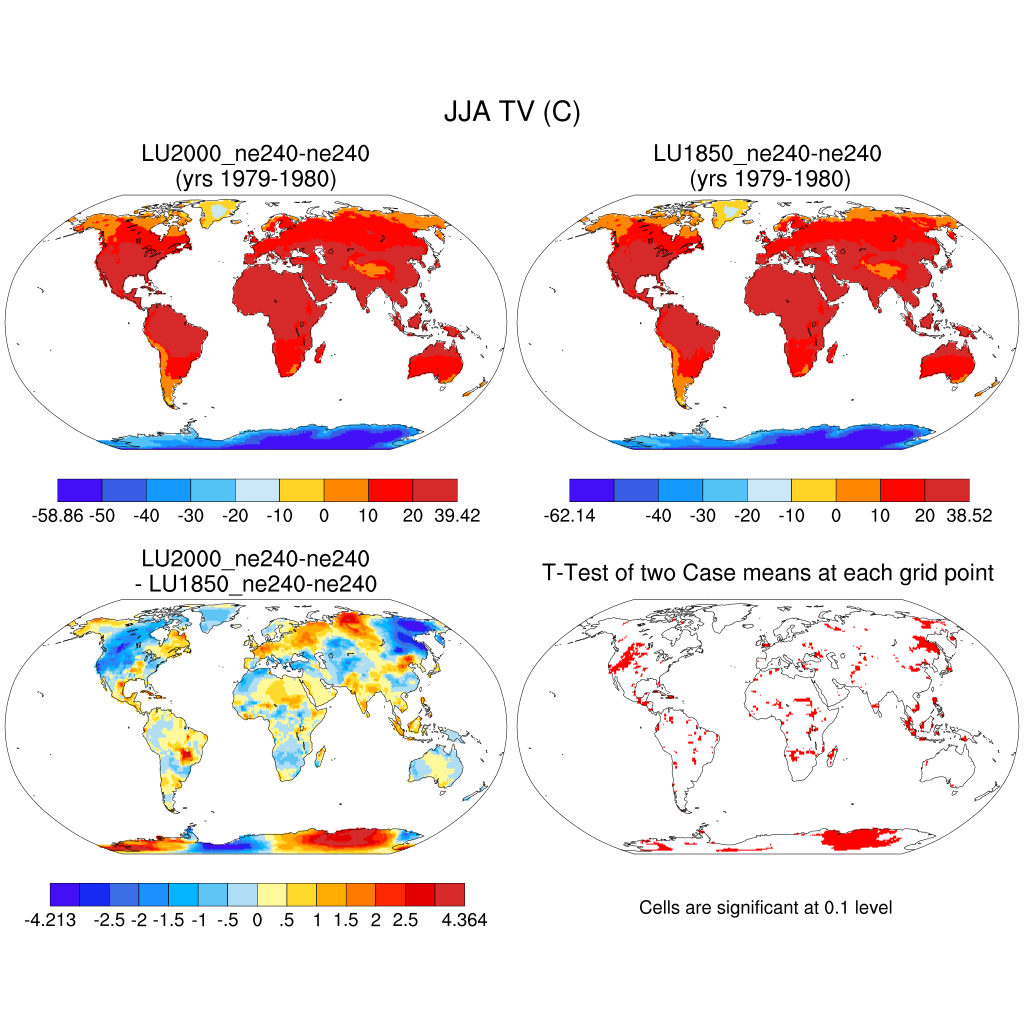 JJA TV (C)
LU2000_ne240-ne240
(yrs 1979-1980)
LU1850_ne240-ne240
(yrs 1979-1980)
-58.86 -50 -40 -30 -20 -10 0 10 20 39.42
-62.14 -40 -30 -20 -10 0 10 20 38.52
LU2000_ne240-ne240
- LU1850_ne240-ne240
T-Test of two Case means at each grid point
-4.213 -2.5 -2 -1.5 -1 -.5 0 .5 1 1.5 2 2.5 4.364
Cells are significant at 0.1 level